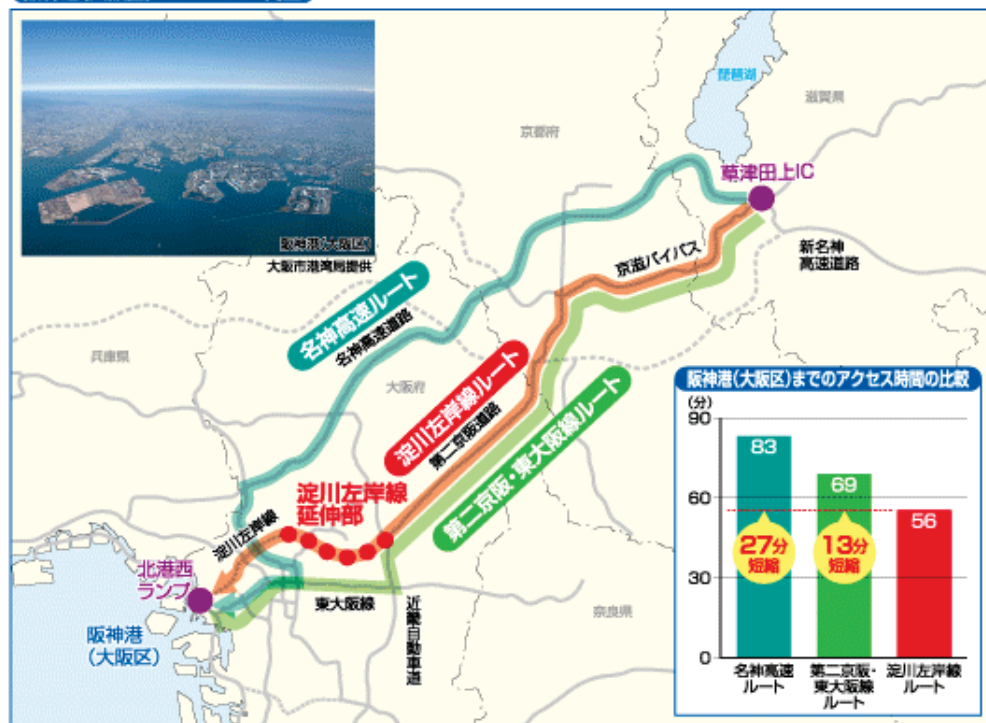 琵琶湖
滋賀県
京都府
草津田上IC
阪神港(大阪区)
大阪市港湾局提供
京滋バイパス
新名神
高速道路
名神高速ルート
名神高速道路
兵庫県
大阪府
淀川左岸線ルート
第二京阪道路
第二京阪・東大阪線ルート
淀川左岸線
延伸部
淀川左岸線
北港西
ランプ
東大阪線
近畿自動車道
奈良県
阪神港
(大阪区)
阪神港(大阪区)までのアクセス時間の比較
(分)
90
60
30
0
83
69
56
27分
短縮
13分
短縮
名神高速
ルート
第二京阪・
東大阪線
ルート
淀川左岸線
ルート